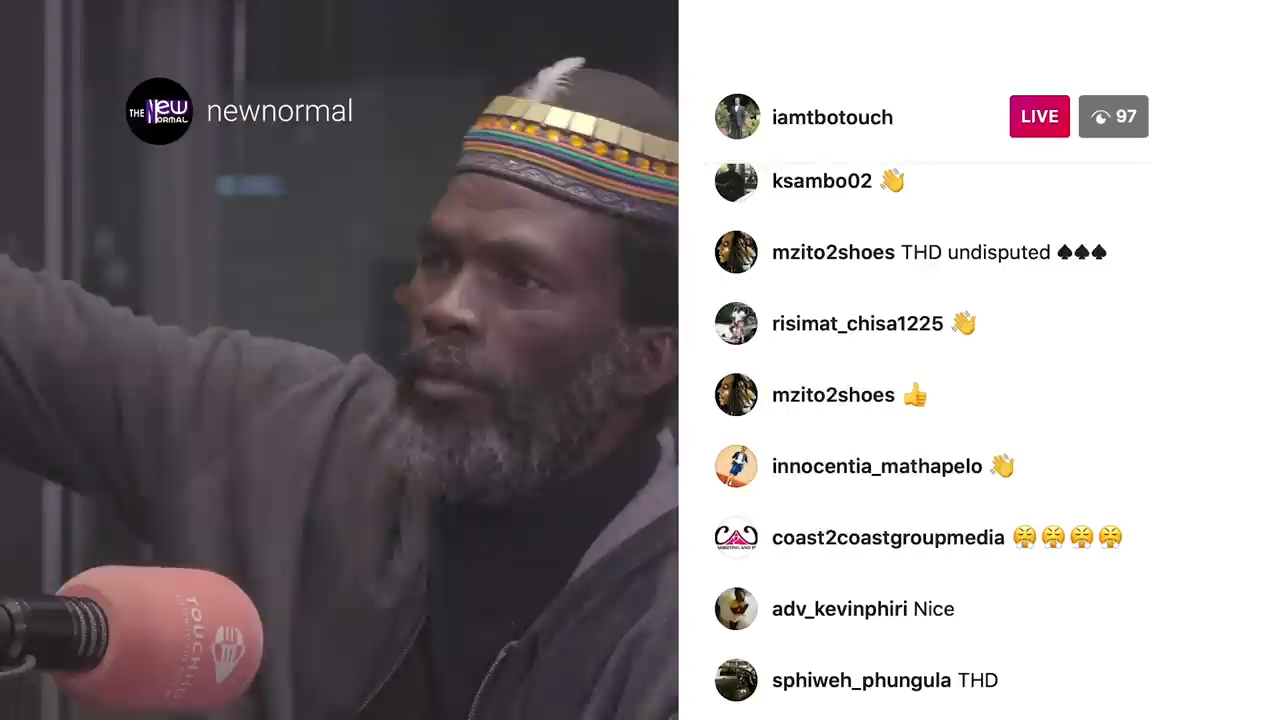 THE New NORMAL
newnormal
iamtbotouch
LIVE
97
ksambo02 👋
mzito2shoes THD undisputed ♠♠♠
risimat_chisa1225 👋
mzito2shoes 👍
innocentia_mathapelo 👋
coast2coastgroupmedia 😤😤😤😤
adv_kevinphiri Nice
sphiweh_phungula THD
TOUCHHD